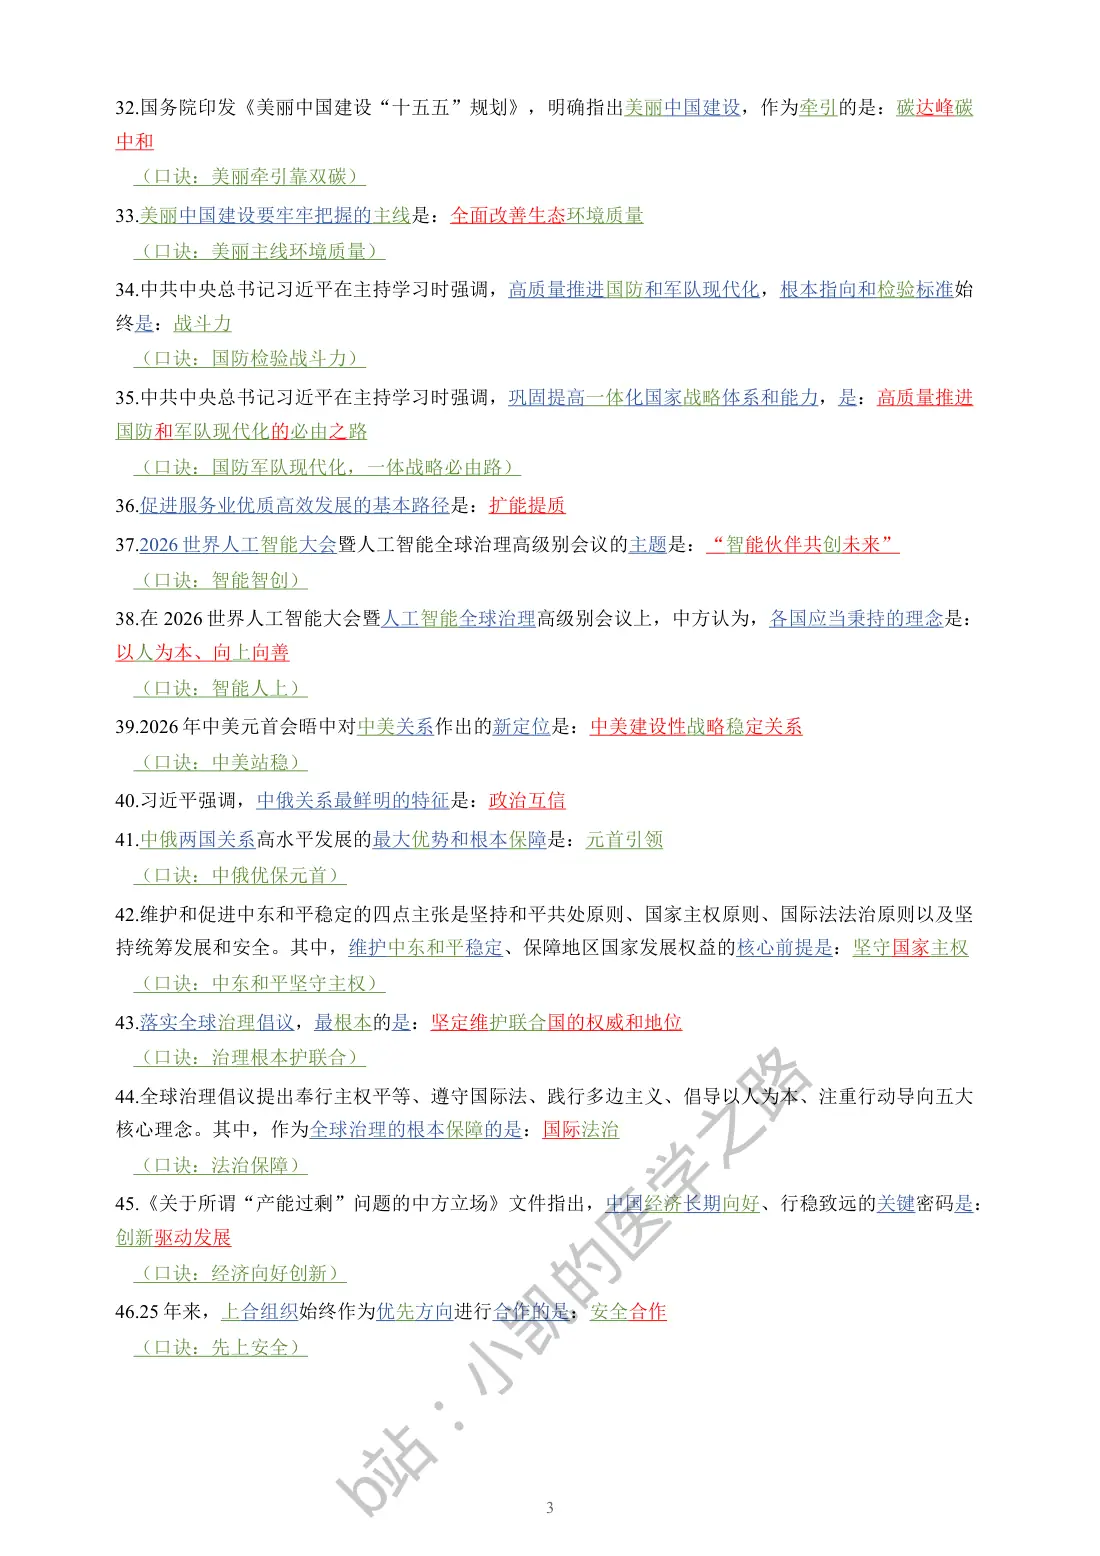 32.国务院印发《美丽中国建设“十五五”规划》，明确指出美丽中国建设，作为牵引的是：碳达峰碳
中和
（口诀：美丽牵引靠双碳）
33.美丽中国建设要牢牢把握的主线是：全面改善生态环境质量
（口诀：美丽主线环境质量）
34.中共中央总书记习近平在主持学习时强调，高质量推进国防和军队现代化，根本指向和检验标准始
终是：战斗力
（口诀：国防检验战斗力）
35.中共中央总书记习近平在主持学习时强调，巩固提高一体化国家战略体系和能力，是：高质量推进
国防和军队现代化的必由之路
（口诀：国防军队现代化，一体战略必由路）
36.促进服务业优质高效发展的基本路径是：扩能提质
37.2026 世界人工智能大会暨人工智能全球治理高级别会议的主题是：“智能伙伴共创未来”
（口诀：智能智创）
38.在 2026 世界人工智能大会暨人工智能全球治理高级别会议上，中方认为，各国应当秉持的理念是：
以人为本、向上向善
（口诀：智能人上）
39.2026 年中美元首会晤中对中美关系作出的新定位是：中美建设性战略稳定关系
（口诀：中美站稳）
40.习近平强调，中俄关系最鲜明的特征是：政治互信
41.中俄两国关系高水平发展的最大优势和根本保障是：元首引领
（口诀：中俄优保元首）
42.维护和促进中东和平稳定的四点主张是坚持和平共处原则、国家主权原则、国际法法治原则以及坚
持统筹发展和安全。其中，维护中东和平稳定、保障地区国家发展权益的核心前提是：坚守国家主权
（口诀：中东和平坚守主权）
43.落实全球治理倡议，最根本的是：坚定维护联合国的权威和地位
（口诀：治理根本护联合）
44.全球治理倡议提出奉行主权平等、遵守国际法、践行多边主义、倡导以人为本、注重行动导向五大
核心理念。其中，作为全球治理的根本保障的是：国际法治
（口诀：法治保障）
45.《关于所谓“产能过剩”问题的中方立场》文件指出，中国经济长期向好、行稳致远的关键密码是：
创新驱动发展
（口诀：经济向好创新）
46.25 年来，上合组织始终作为优先方向进行合作的是：安全合作
（口诀：先上安全）
b站：小凯的医学之路
3